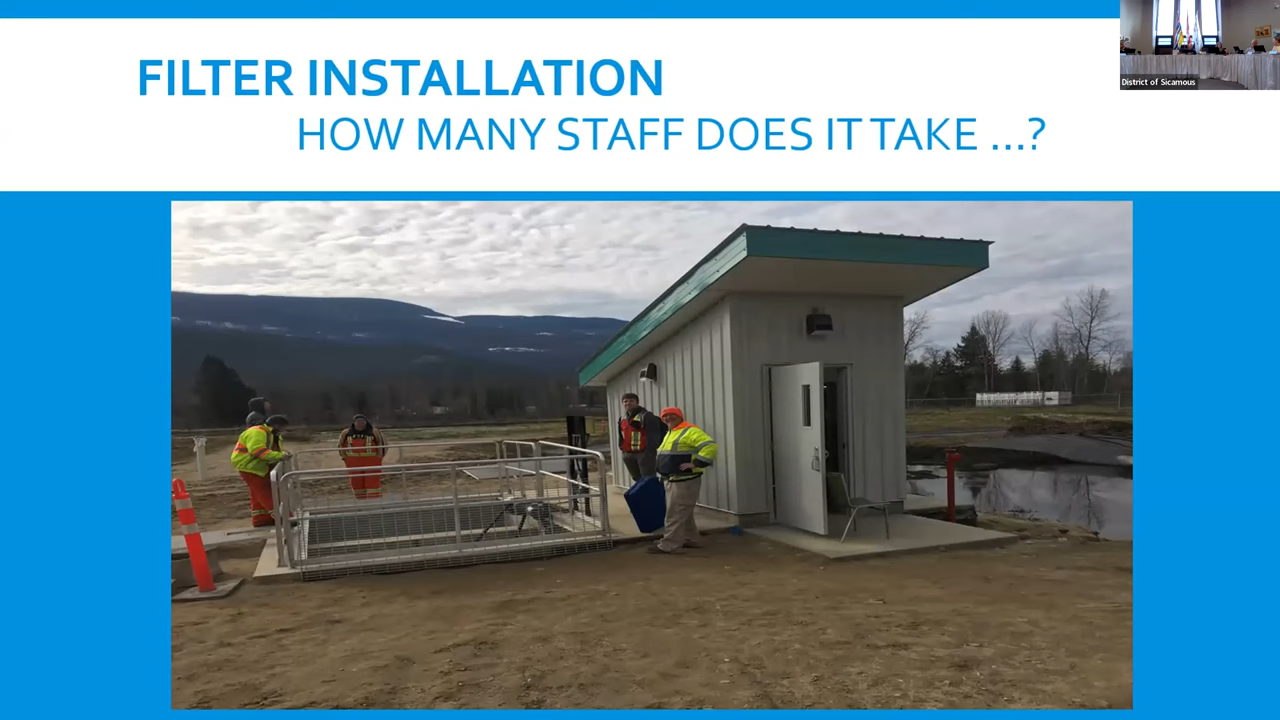 FILTER INSTALLATION
HOW MANY STAFF DOES IT TAKE ...?
District of Sicamous